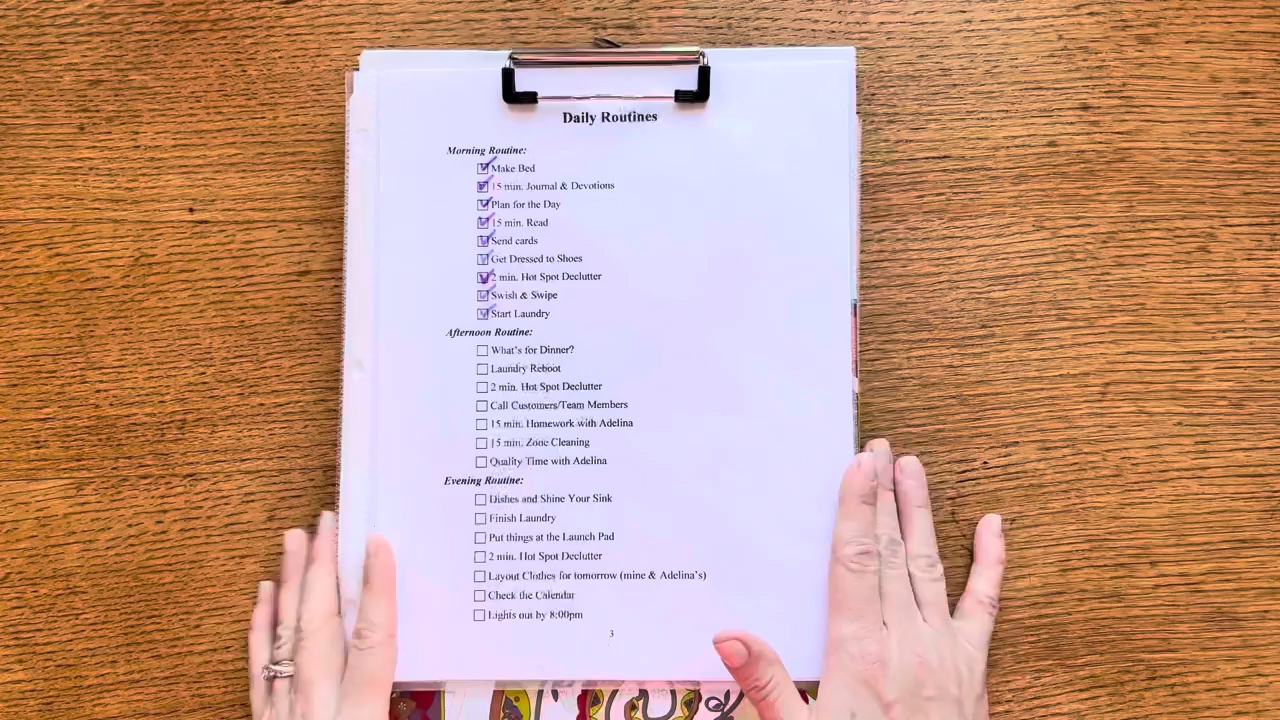 Daily Routines
Morning Routine:
Make Bed
15 min. Journal & Devotions
Plan for the Day
15 min. Read
Send cards
Get Dressed to Shoes
2 min. Hot Spot Declutter
Swish & Swipe
Start Laundry
Afternoon Routine:
What's for Dinner?
Laundry Reboot
2 min. Hot Spot Declutter
Call Customers/Team Members
15 min. Homework with Adelina
15 min. Zone Cleaning
Quality Time with Adelina
Evening Routine:
Dishes and Shine Your Sink
Finish Laundry
Put things at the Launch Pad
2 min. Hot Spot Declutter
Layout Clothes for tomorrow (mine & Adelina's)
Check the Calendar
Lights out by 8:00pm
3